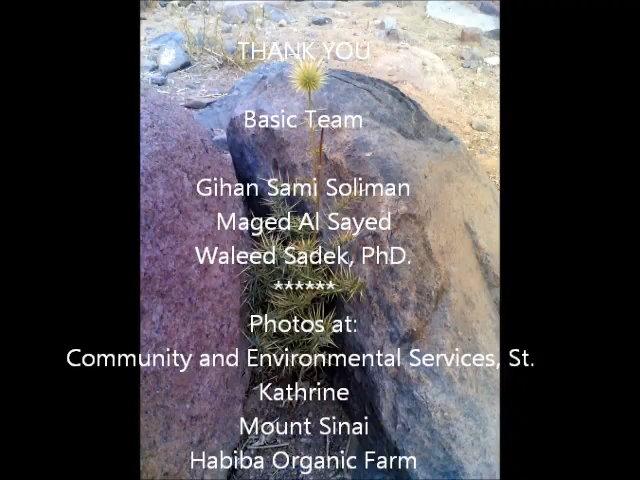 THANK YOU
Basic Team
Gihan Sami Soliman
Maged Al Sayed
Waleed Sadek, PhD.
******
Photos at:
Community and Environmental Services, St.
Kathrine
Mount Sinai
Habiba Organic Farm